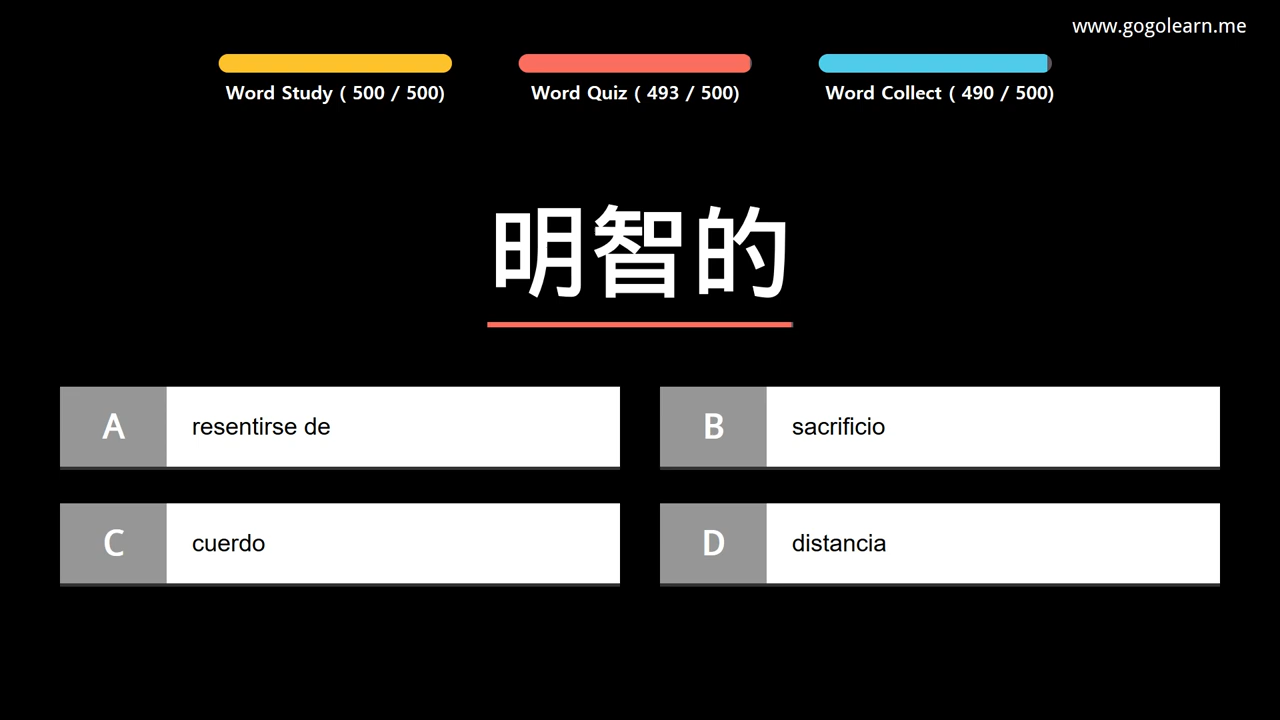 www.gogolearn.me
Word Study ( 500 / 500)
Word Quiz ( 493 / 500)
Word Collect ( 490 / 500)
明智的
A resentirse de
B sacrificio
C cuerdo
D distancia